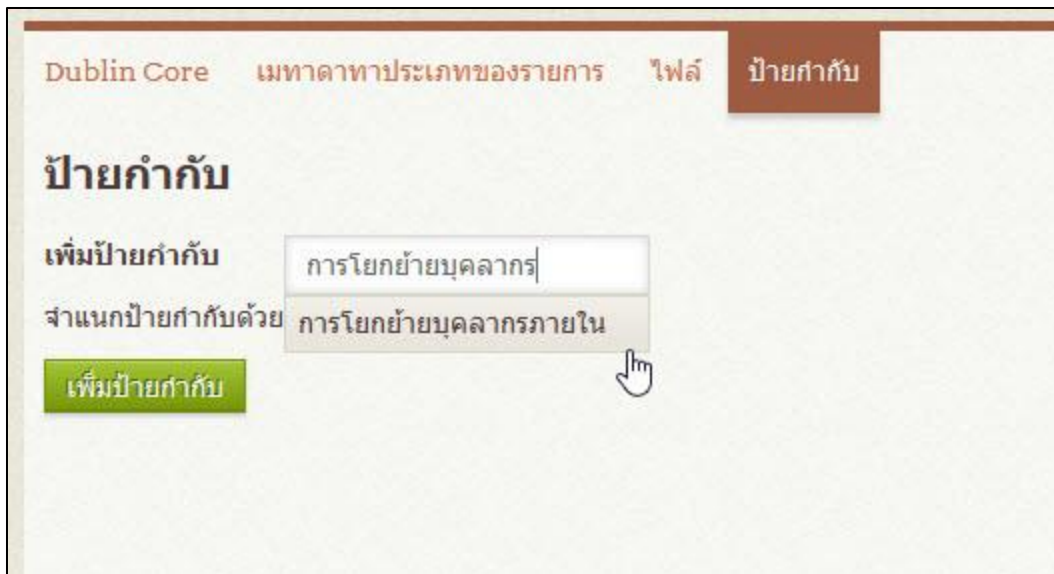 Dublin Core เมทาดาทาประเภทของรายการ ไฟล์ ป้ายกำกับ
ป้ายกำกับ
เพิ่มป้ายกำกับ การโยกย้ายบุคลากร
จำแนกป้ายกำกับด้วย การโยกย้ายบุคลากรภายใน
เพิ่มป้ายกำกับ